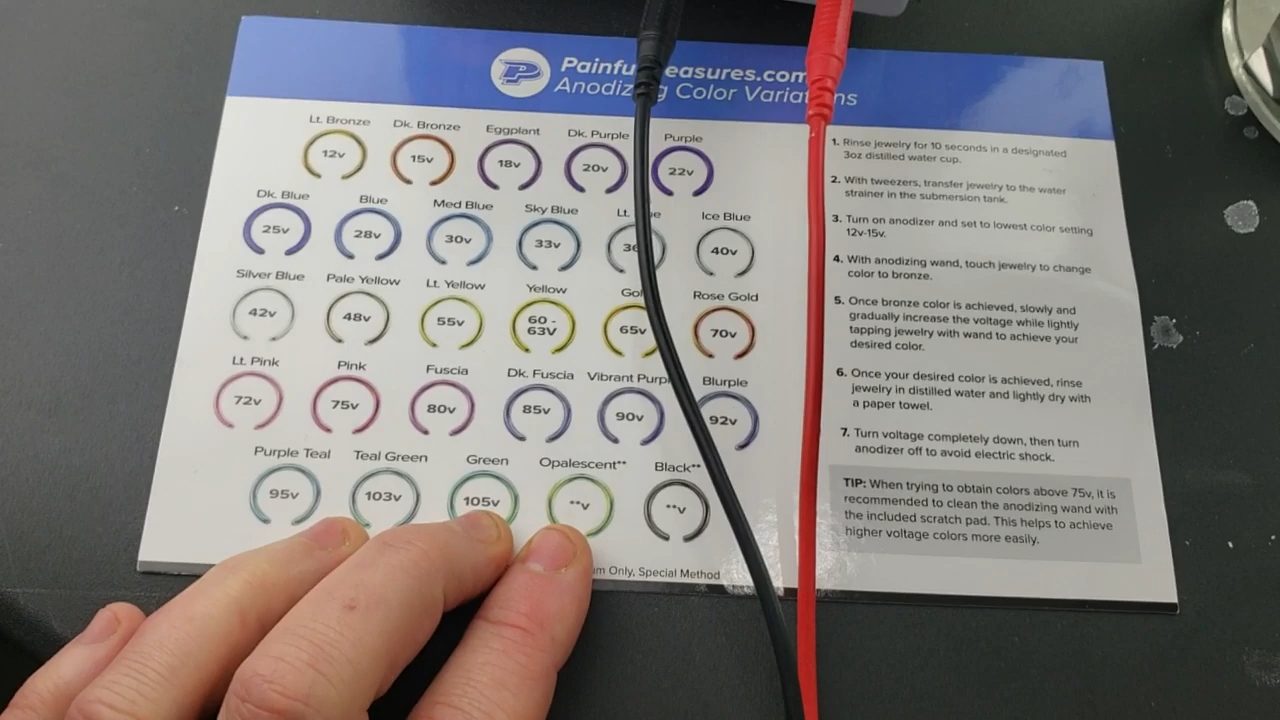 Painfu easures.com
Anodizi g Color Varia ns
Lt. Bronze Dk. Bronze Eggplant Dk. Purple Purple
12v 15v 18v 20v 22v
Dk. Blue Blue Med Blue Sky Blue Lt. e Ice Blue
25v 28v 30v 33v 36 40v
Silver Blue Pale Yellow Lt. Yellow Yellow Gol Rose Gold
42v 48v 55v 60 - 65v 70v
63V
Lt. Pink Pink Fuscia Dk. Fuscia Vibrant Purp Blurple
72v 75v 80v 85v 90v 92v
Purple Teal Teal Green Green Opalescent** Black**
95v 103v 105v **v **v
um Only, Special Method
1. Rinse jewelry for 10 seconds in a designated
3oz distilled water cup.
2. With tweezers, transfer jewelry to the water
strainer in the submersion tank.
3. Turn on anodizer and set to lowest color setting
12v-15v.
4. With anodizing wand, touch jewelry to change
color to bronze.
5. Once bronze color is achieved, slowly and
gradually increase the voltage while lightly
tapping jewelry with wand to achieve your
desired color.
6. Once your desired color is achieved, rinse
jewelry in distilled water and lightly dry with
a paper towel.
7. Turn voltage completely down, then turn
anodizer off to avoid electric shock.
TIP: When trying to obtain colors above 75v, it is
recommended to clean the anodizing wand with
the included scratch pad. This helps to achieve
higher voltage colors more easily.